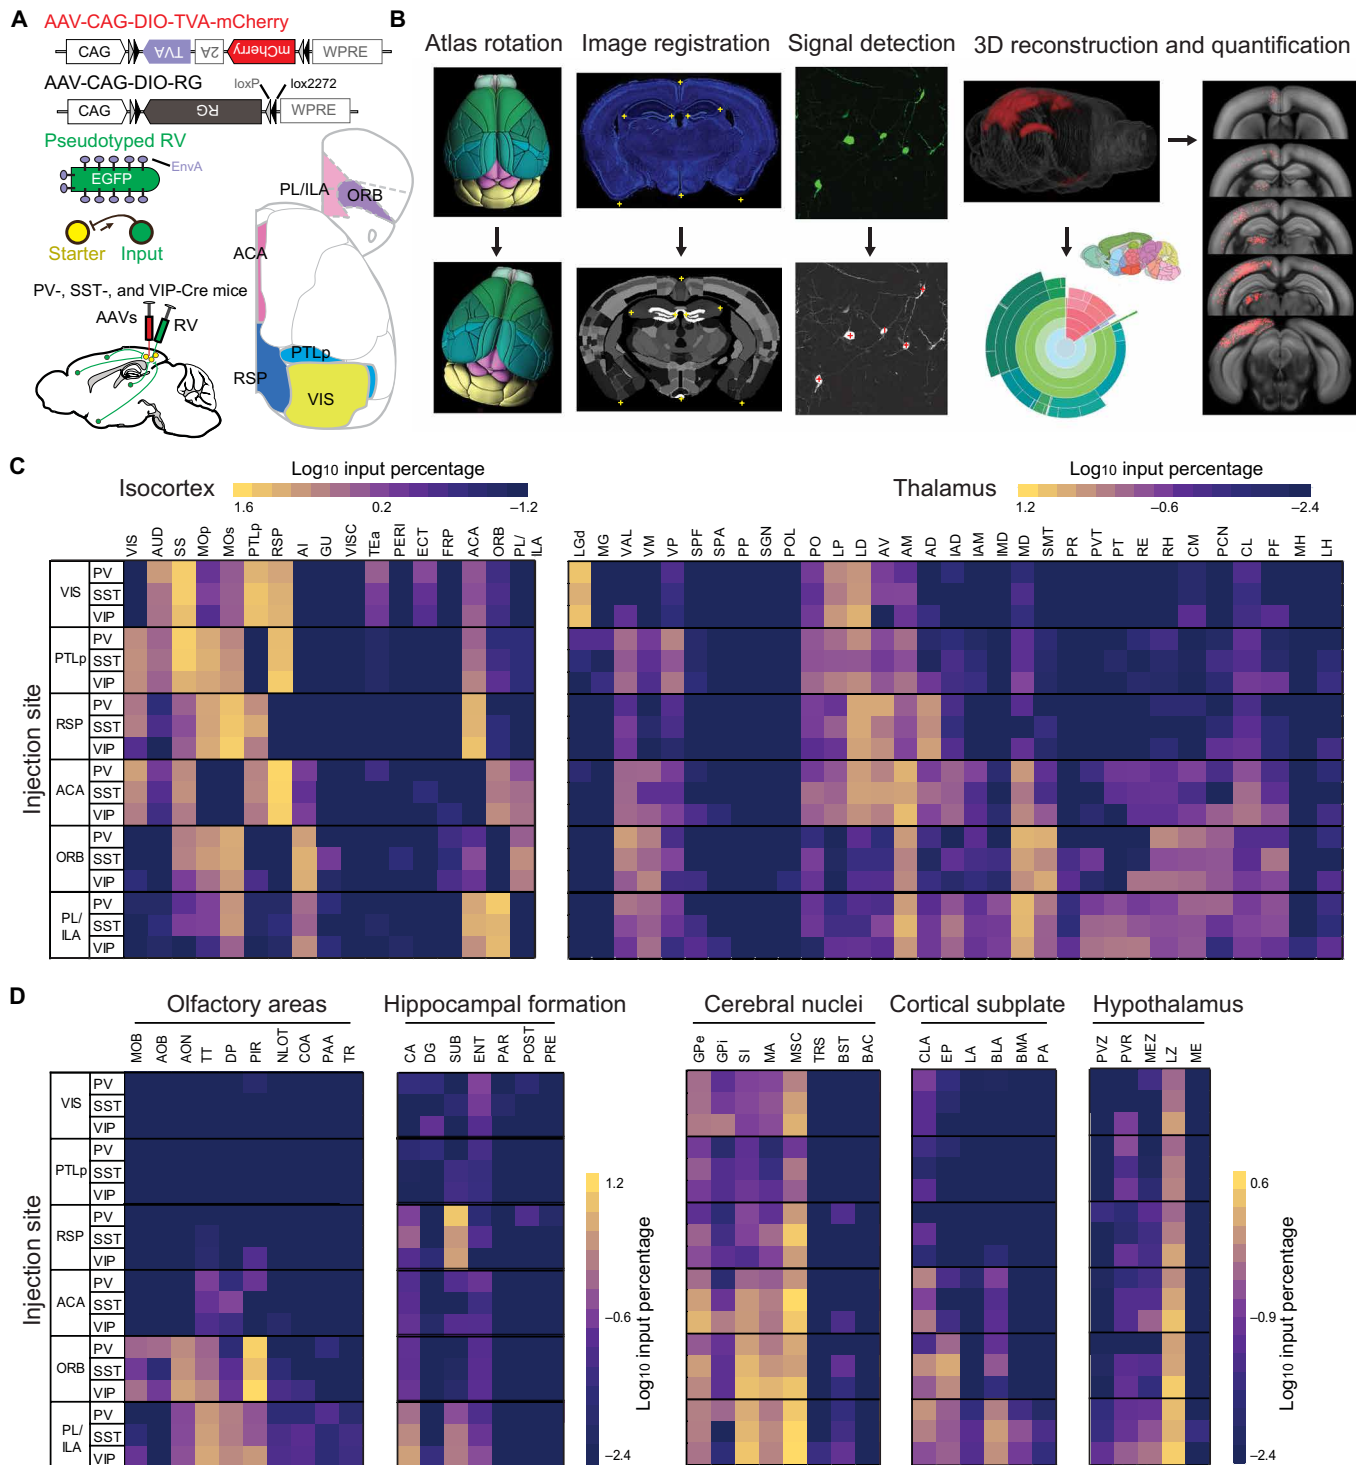 A
AAV-CAG-DIO-TVA-mCherry
CAG
TVA
2A
mCherry
WPRE
AAV-CAG-DIO-RG
loxP
lox2272
CAG
RG
WPRE
Pseudotyped RV
EnvA
EGFP
Starter
Input
PV-, SST-, and VIP-Cre mice
AAVs
RV
PL/ILA
ORB
ACA
PTLp
RSP
VIS
B
Atlas rotation
Image registration
Signal detection
3D reconstruction and quantification
C
Isocortex
Log10 input percentage
1.6
0.2
−1.2
Thalamus
Log10 input percentage
1.2
−0.6
−2.4
VIS
AUD
SS
MOp
MOs
PTLp
RSP
AI
GU
VISC
TEa
PERI
ECT
FRP
ACA
ORB
PL/
ILA
LGd
MG
VAL
VM
VP
SPF
SPA
PP
SGN
POL
PO
LP
LD
AV
AM
AD
IAD
IAM
IMD
MD
SMT
PR
PVT
PT
RE
RH
CM
PCN
CL
PF
MH
LH
Injection site
VIS
PV
SST
VIP
PTLp
PV
SST
VIP
RSP
PV
SST
VIP
ACA
PV
SST
VIP
ORB
PV
SST
VIP
PL/
ILA
PV
SST
VIP
D
Olfactory areas
Hippocampal formation
Cerebral nuclei
Cortical subplate
Hypothalamus
MOB
AOB
AON
TT
DP
PIR
NLOT
COA
PAA
TR
CA
DG
SUB
ENT
PAR
POST
PRE
GPe
GPi
SI
MA
MSC
TRS
BST
BAC
CLA
EP
LA
BLA
BMA
PA
PVZ
PVR
MEZ
LZ
ME
Injection site
VIS
PV
SST
VIP
PTLp
PV
SST
VIP
RSP
PV
SST
VIP
ACA
PV
SST
VIP
ORB
PV
SST
VIP
PL/
ILA
PV
SST
VIP
1.2
−0.6
−2.4
Log10 input percentage
0.6
−0.9
−2.4
Log10 input percentage